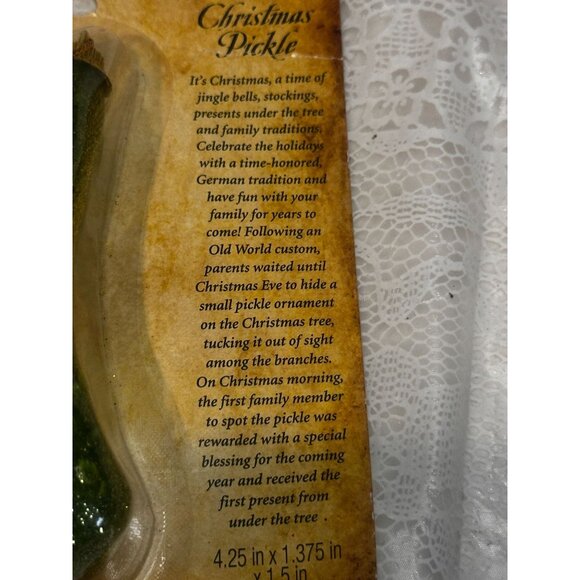 Christmas
Pickle
It's Christmas, a time of
jingle bells, stockings,
presents under the tree
and family traditions.
Celebrate the holidays
with a time-honored,
German tradition and
have fun with your
family for years to
come! Following an
Old World custom,
parents waited until
Christmas Eve to hide a
small pickle ornament
on the Christmas tree,
tucking it out of sight
among the branches.
On Christmas morning,
the first family member
to spot the pickle was
rewarded with a special
blessing for the coming
year and received the
first present from
under the tree
4.25 in x 1.375 in
x 1.5 in